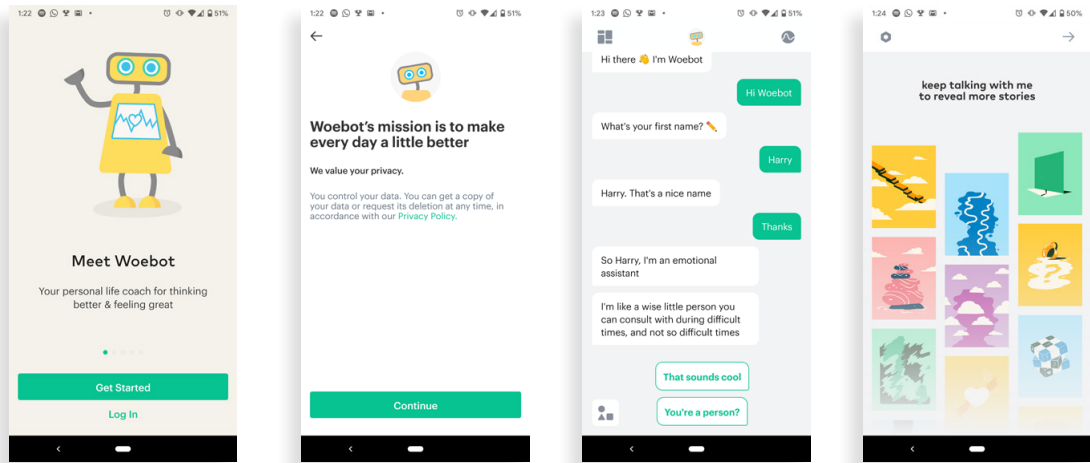 1:22
51%
Meet Woebot
Your personal life coach for thinking
better & feeling great
Get Started
Log In
1:22
51%
Woebot's mission is to make
every day a little better
We value your privacy.
You control your data. You can get a copy of
your data or request its deletion at any time, in
accordance with our Privacy Policy.
Continue
1:23
51%
Hi there 👋 I'm Woebot
Hi Woebot
What's your first name? ✏️
Harry
Harry. That's a nice name
Thanks
So Harry, I'm an emotional
assistant
I'm like a wise little person you
can consult with during difficult
times, and not so difficult times
That sounds cool
You're a person?
1:24
50%
keep talking with me
to reveal more stories